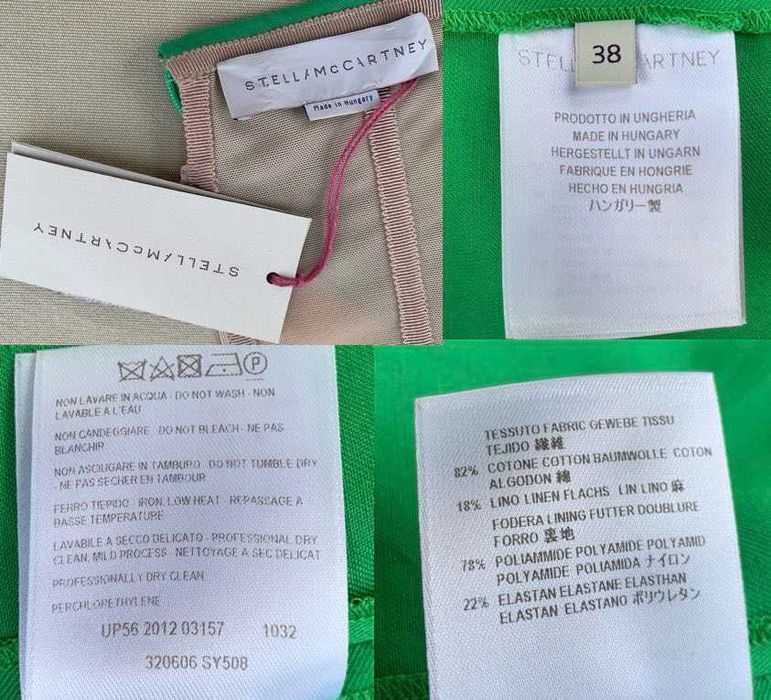 STELLA McCARTNEY
Made in Hungary
STELLA McCARTNEY
38
STELL ARTNEY
PRODOTTO IN UNGHERIA
MADE IN HUNGARY
HERGESTELLT IN UNGARN
FABRIQUE EN HONGRIE
HECHO EN HUNGRIA
ハンガリー製
NON LAVARE IN ACQUA - DO NOT WASH - NON
LAVABLE A L'EAU
NON CANDEGGIARE - DO NOT BLEACH - NE PAS
BLANCHIR
NON ASCIUGARE IN TAMBURO - DO NOT TUMBLE DRY
- NE PAS SECHER EN TAMBOUR
FERRO TIEPIDO - IRON, LOW HEAT - REPASSAGE A
BASSE TEMPERATURE
LAVABILE A SECCO DELICATO - PROFESSIONAL DRY
CLEAN, MILD PROCESS - NETTOYAGE A SEC DELICAT
PROFESSIONALLY DRY CLEAN
PERCHLORETHYLENE
UP56 2012 03157 1032
320606 SY508
TESSUTO FABRIC GEWEBE TISSU
TEJIDO 繊維
82% COTONE COTTON BAUMWOLLE COTON
ALGODON 綿
18% LINO LINEN FLACHS LIN LINO 麻
FODERA LINING FUTTER DOUBLURE
FORRO 裏地
78% POLIAMMIDE POLYAMIDE POLYAMID
POLYAMIDE POLIAMIDA ナイロン
22% ELASTAN ELASTANE ELASTHAN
ELASTAN ELASTANO ポリウレタン